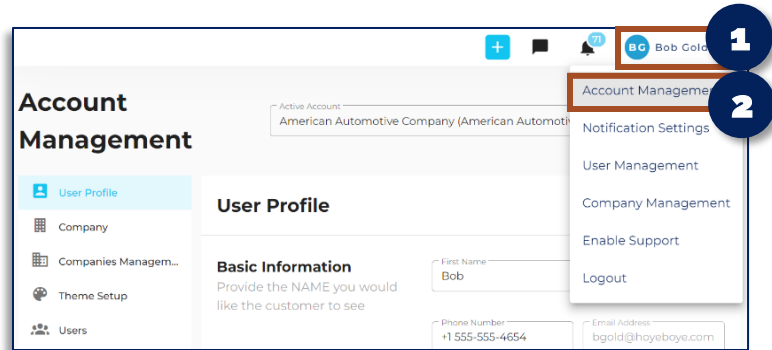 1
71
BG Bob Gold
Account Management
2
Notification Settings
User Management
Company Management
Enable Support
Logout
Account
Management
Active Account
American Automotive Company (American Automoti
User Profile
Company
Companies Managem...
Theme Setup
Users
User Profile
Basic Information
Provide the NAME you would
like the customer to see
First Name
Bob
Phone Number
+1 555-555-4654
Email Address
bgold@hoyeboye.com